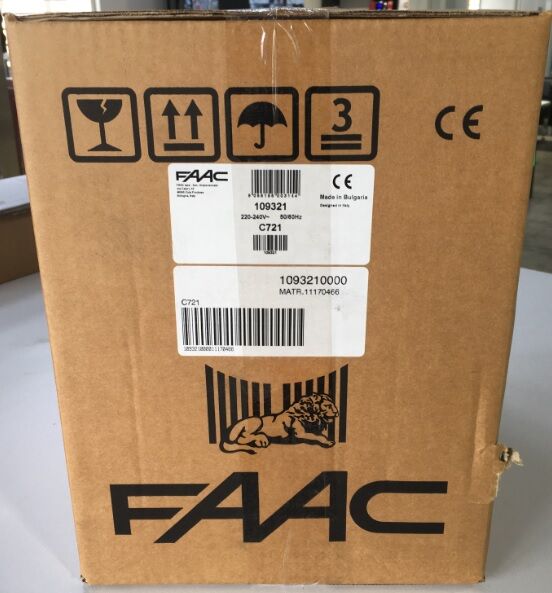 3
CE
FAAC
CE
109321
Made in Bulgaria
220-240V~ 50/60Hz
Designed in Italy
C721
109321
1093210000
MATR.11170466
C721
FAAC